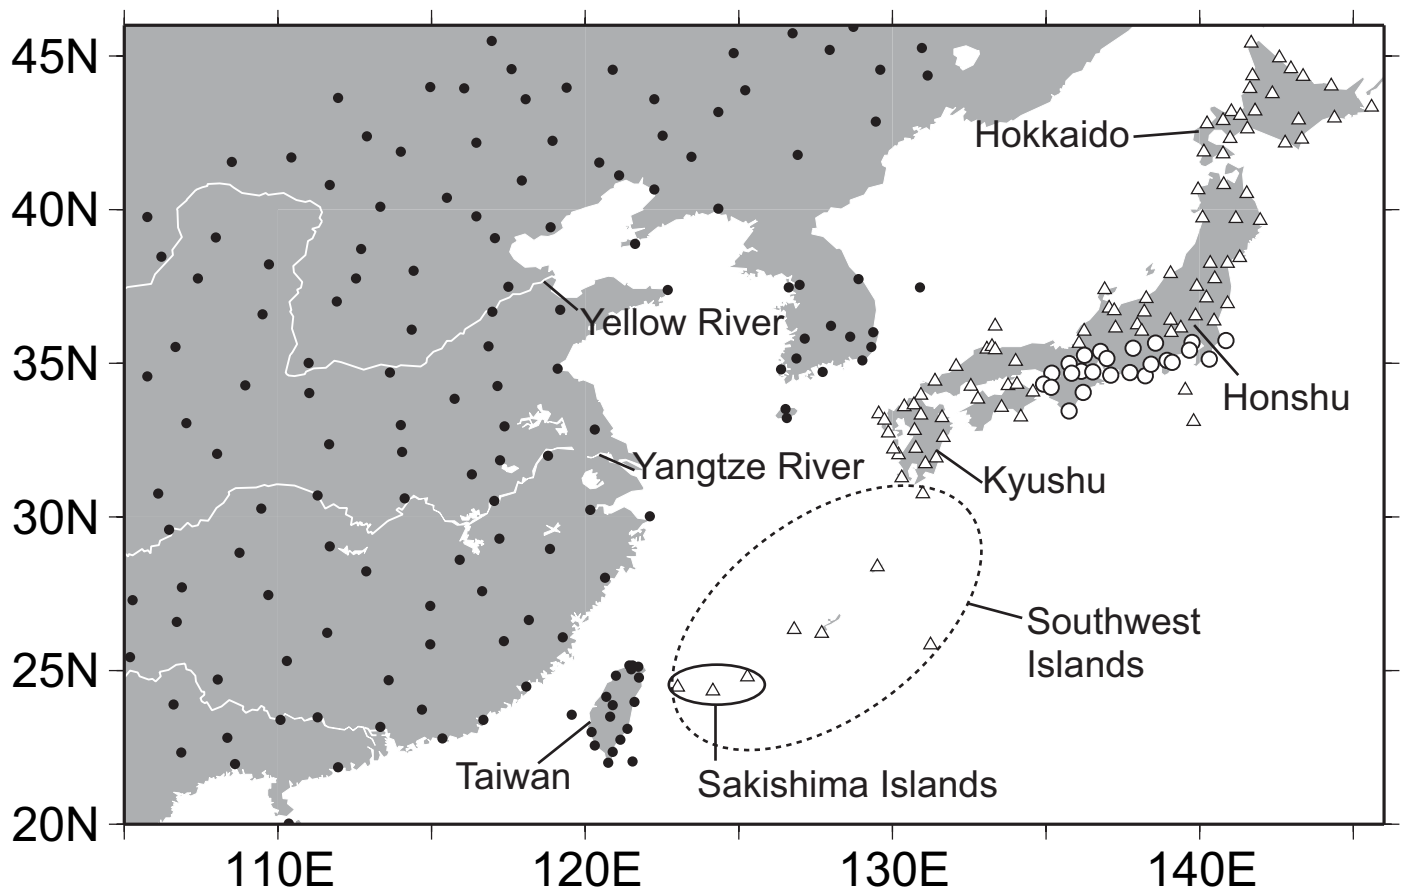 45N
Hokkaido
40N
Yellow River
35N
Honshu
Yangtze River
Kyushu
30N
Southwest
Islands
25N
Taiwan
Sakishima Islands
20N
110E
120E
130E
140E